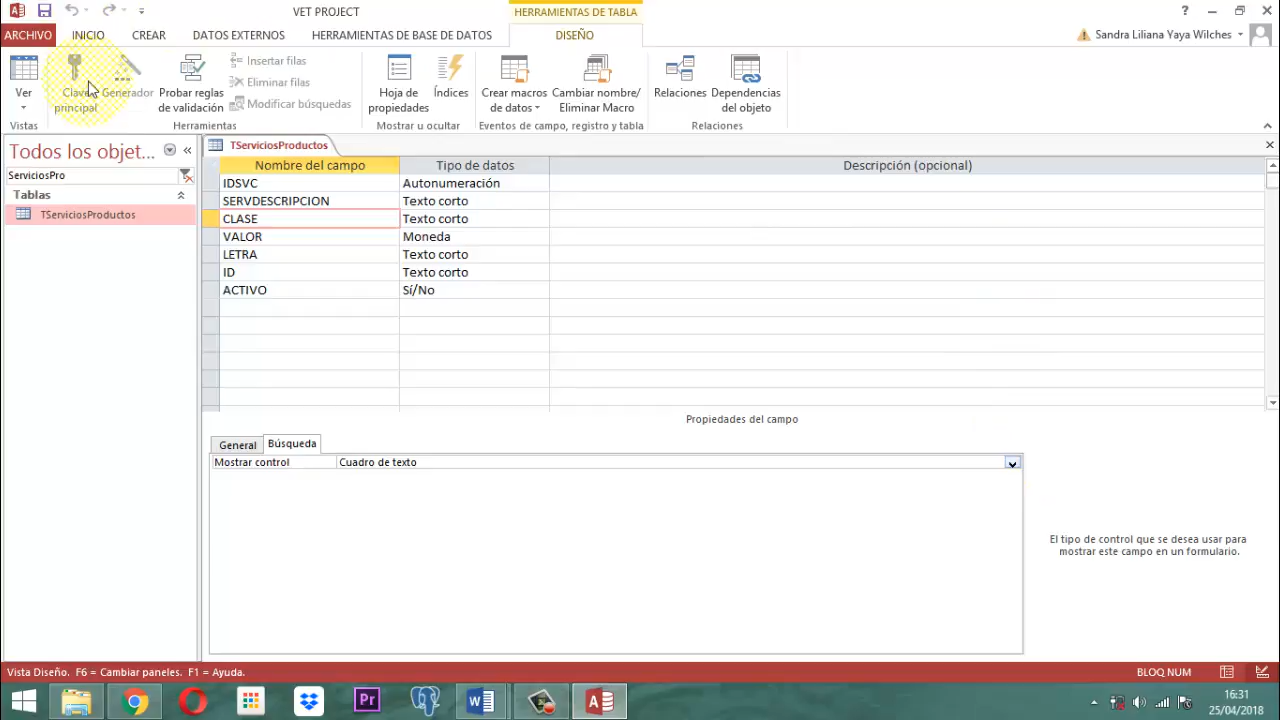 VET PROJECT
HERRAMIENTAS DE TABLA
?
ARCHIVO
INICIO
CREAR
DATOS EXTERNOS
HERRAMIENTAS DE BASE DE DATOS
DISEÑO
Sandra Liliana Yaya Wilches
Ver
Clave principal
Generador
Probar reglas de validación
Insertar filas
Eliminar filas
Modificar búsquedas
Hoja de propiedades
Índices
Crear macros de datos
Cambiar nombre/ Eliminar Macro
Relaciones
Dependencias del objeto
Vistas
Herramientas
Mostrar u ocultar
Eventos de campo, registro y tabla
Relaciones
Todos los objet...
ServiciosPro
Tablas
TServiciosProductos
TServiciosProductos
Nombre del campo Tipo de datos Descripción (opcional)
IDSVC Autonumeración
SERVDESCRIPCION Texto corto
CLASE Texto corto
VALOR Moneda
LETRA Texto corto
ID Texto corto
ACTIVO Sí/No
Propiedades del campo
General Búsqueda
Mostrar control Cuadro de texto
El tipo de control que se desea usar para
mostrar este campo en un formulario.
Vista Diseño. F6 = Cambiar paneles. F1 = Ayuda.
BLOQ NUM
Pr
16:31
25/04/2018